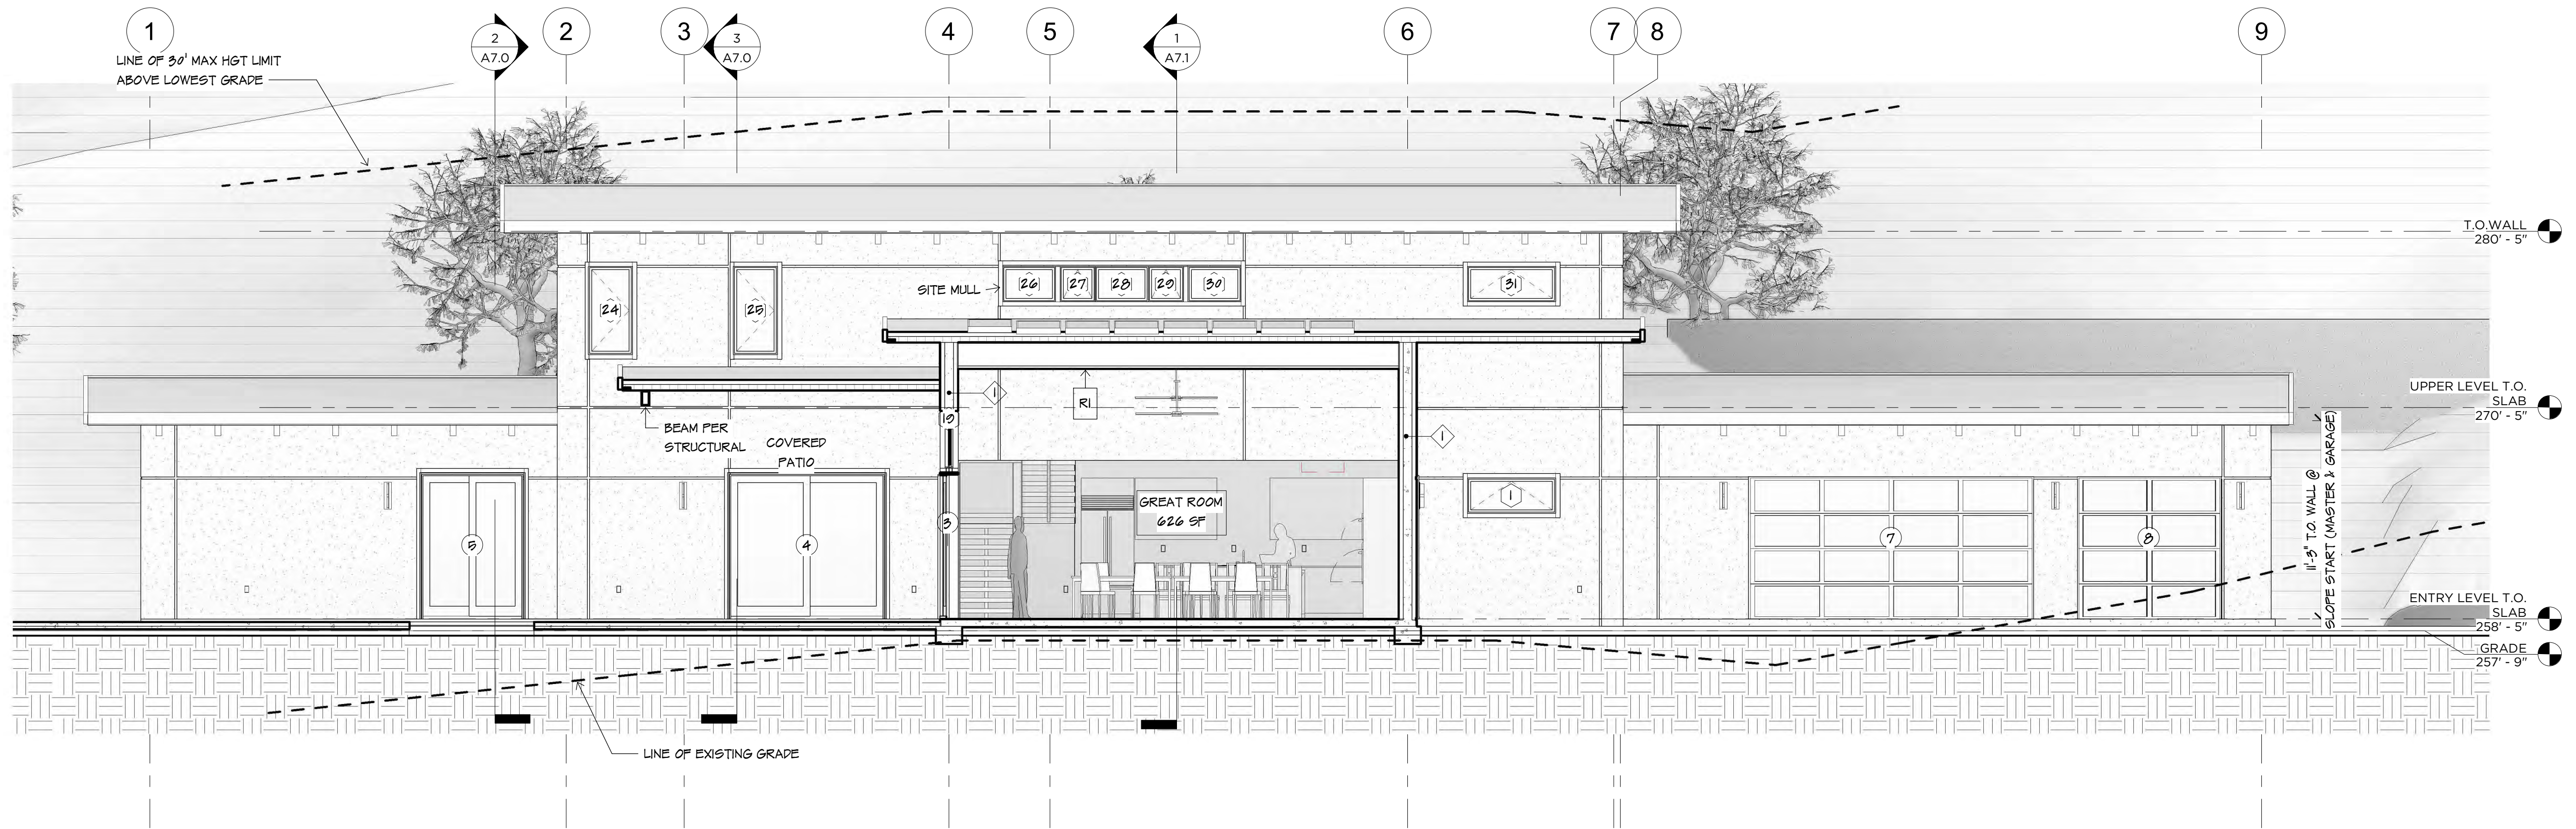 1
2
A7.0
2
3
3
A7.0
4
5
1
A7.1
6
7
8
9
LINE OF 30' MAX HGT LIMIT
ABOVE LOWEST GRADE
T.O.WALL
280' - 5"
24
25
SITE MULL
26
27
28
29
30
31
1
R1
UPPER LEVEL T.O.
SLAB
270' - 5"
BEAM PER
STRUCTURAL
COVERED
PATIO
1
11'-3" T.O. WALL @
SLOPE START (MASTER & GARAGE)
GREAT ROOM
626 SF
1
5
4
3
7
8
ENTRY LEVEL T.O.
SLAB
258' - 5"
GRADE
257' - 9"
LINE OF EXISTING GRADE